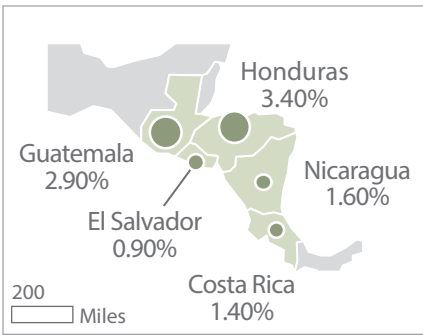 Honduras
3.40%
Guatemala
2.90%
Nicaragua
1.60%
El Salvador
0.90%
Costa Rica
1.40%
200
Miles